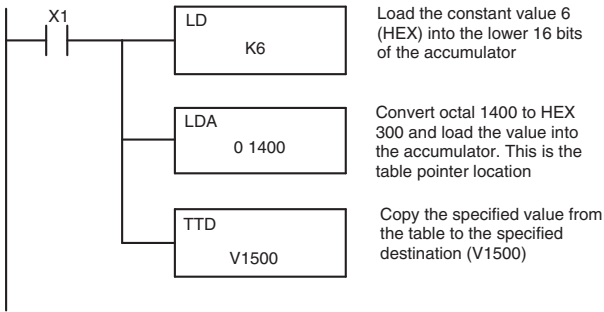 X1
LD
K6
Load the constant value 6
(HEX) into the lower 16 bits
of the accumulator
LDA
0 1400
Convert octal 1400 to HEX
300 and load the value into
the accumulator. This is the
table pointer location
TTD
V1500
Copy the specified value from
the table to the specified
destination (V1500)